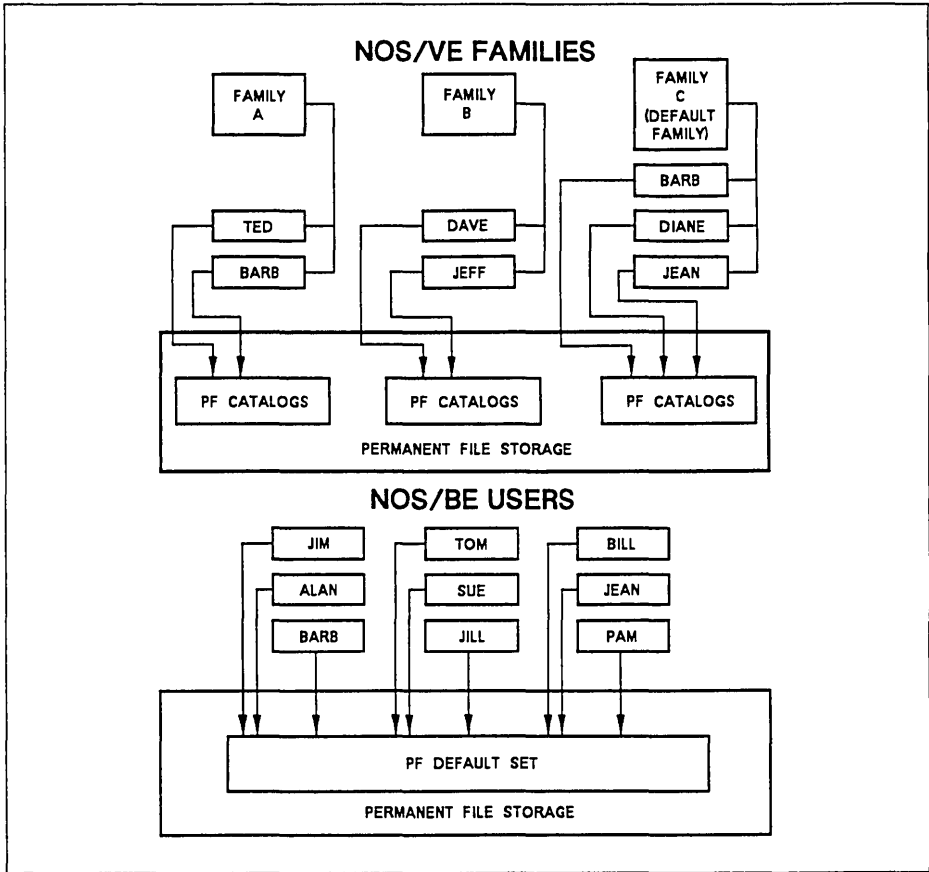 NOS/VE FAMILIES
FAMILY
A
FAMILY
B
FAMILY
C
(DEFAULT
FAMILY)
BARB
TED
DAVE
DIANE
BARB
JEFF
JEAN
PF CATALOGS
PF CATALOGS
PF CATALOGS
PERMANENT FILE STORAGE
NOS/BE USERS
JIM
TOM
BILL
ALAN
SUE
JEAN
BARB
JILL
PAM
PF DEFAULT SET
PERMANENT FILE STORAGE